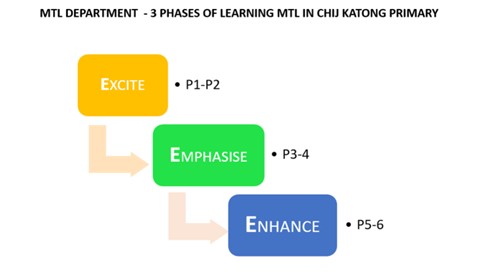 MTL DEPARTMENT - 3 PHASES OF LEARNING MTL IN CHIJ KATONG PRIMARY
EXCITE
• P1-P2
EMPHASISE
• P3-4
ENHANCE
• P5-6